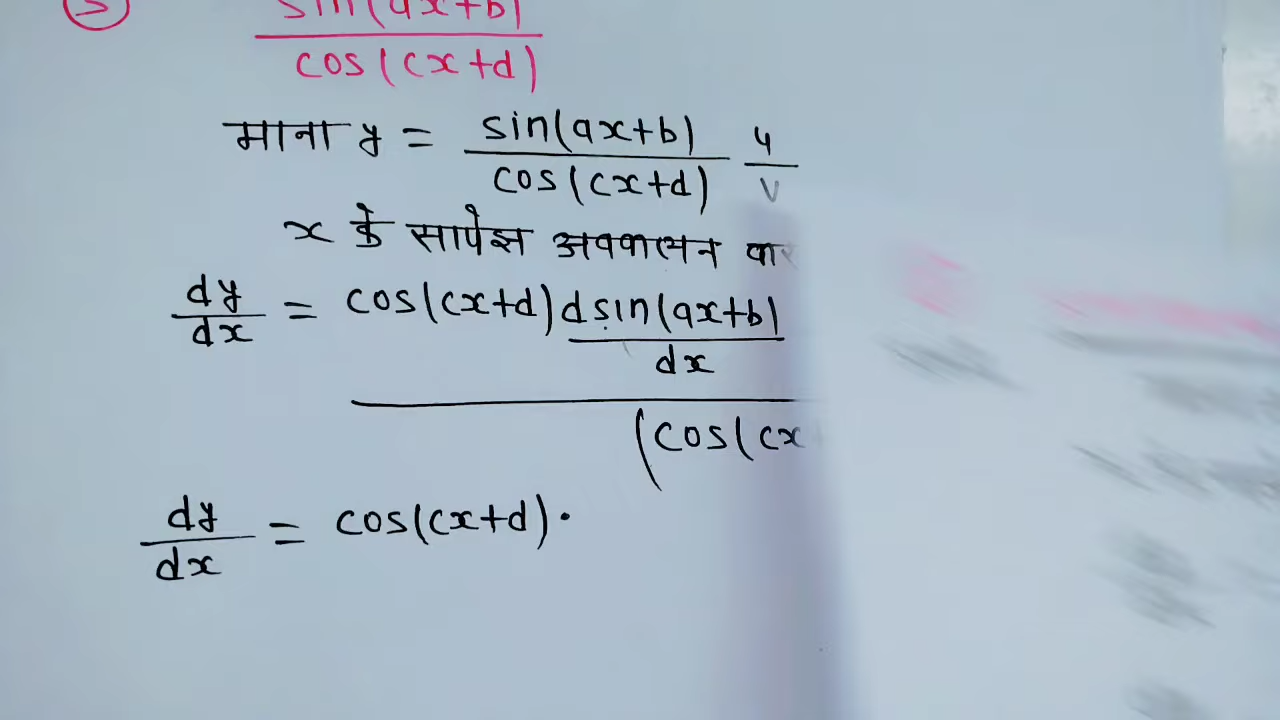 5 sin(ax+b)
cos(cx+d)
माना y = sin(ax+b) u
cos(cx+d) v
x के सापेक्ष अवकलन
dy/dx = cos(cx+d) d sin(ax+b)/dx
(cos(cx
dy/dx = cos(cx+d) ·